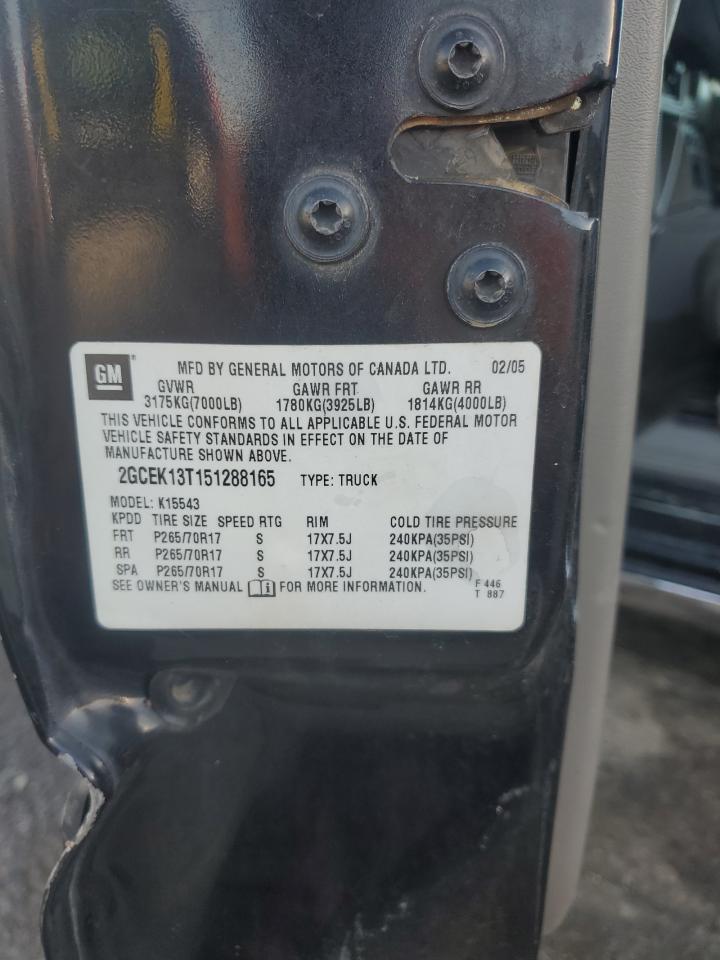 GM ® MFD BY GENERAL MOTORS OF CANADA LTD. 02/05
GVWR GAWR FRT GAWR RR
3175KG(7000LB) 1780KG(3925LB) 1814KG(4000LB)
THIS VEHICLE CONFORMS TO ALL APPLICABLE U.S. FEDERAL MOTOR
VEHICLE SAFETY STANDARDS IN EFFECT ON THE DATE OF
MANUFACTURE SHOWN ABOVE.
2GCEK13T151288165 TYPE: TRUCK
MODEL: K15543
KPDD TIRE SIZE SPEED RTG RIM COLD TIRE PRESSURE
FRT P265/70R17 S 17X7.5J 240KPA(35PSI)
RR P265/70R17 S 17X7.5J 240KPA(35PSI)
SPA P265/70R17 S 17X7.5J 240KPA(35PSI)
SEE OWNER'S MANUAL i FOR MORE INFORMATION. F 446
T 887